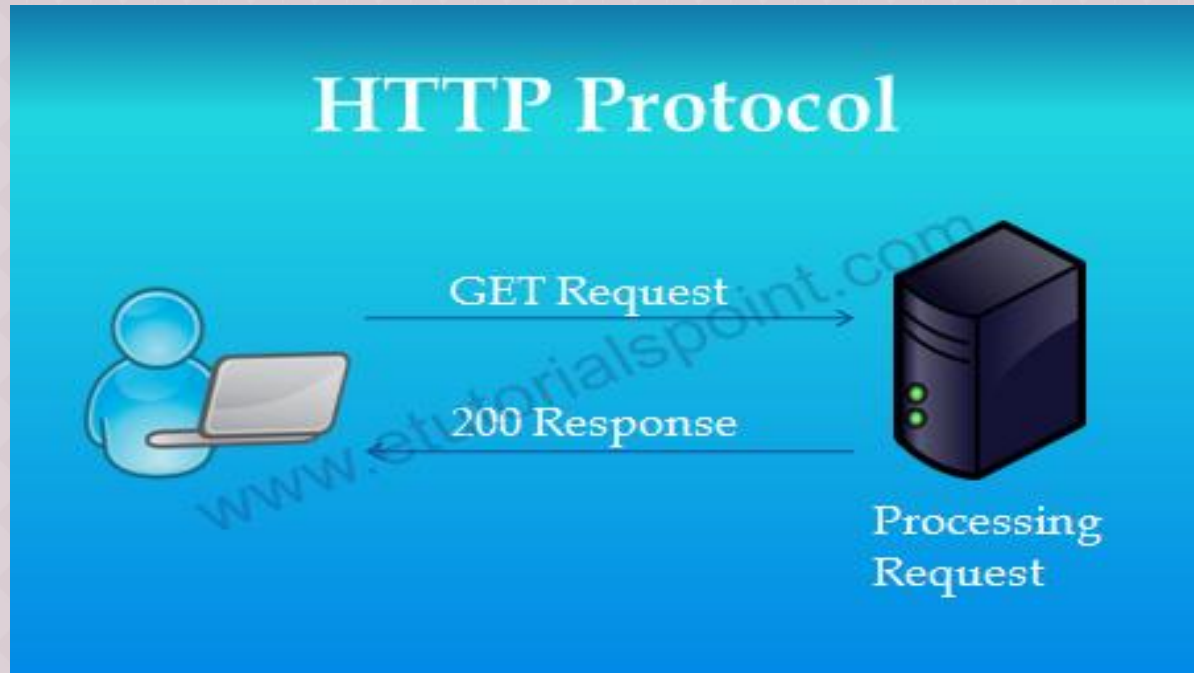 HTTP Protocol
GET Request
200 Response
www.etutorialspoint.com
Processing
Request